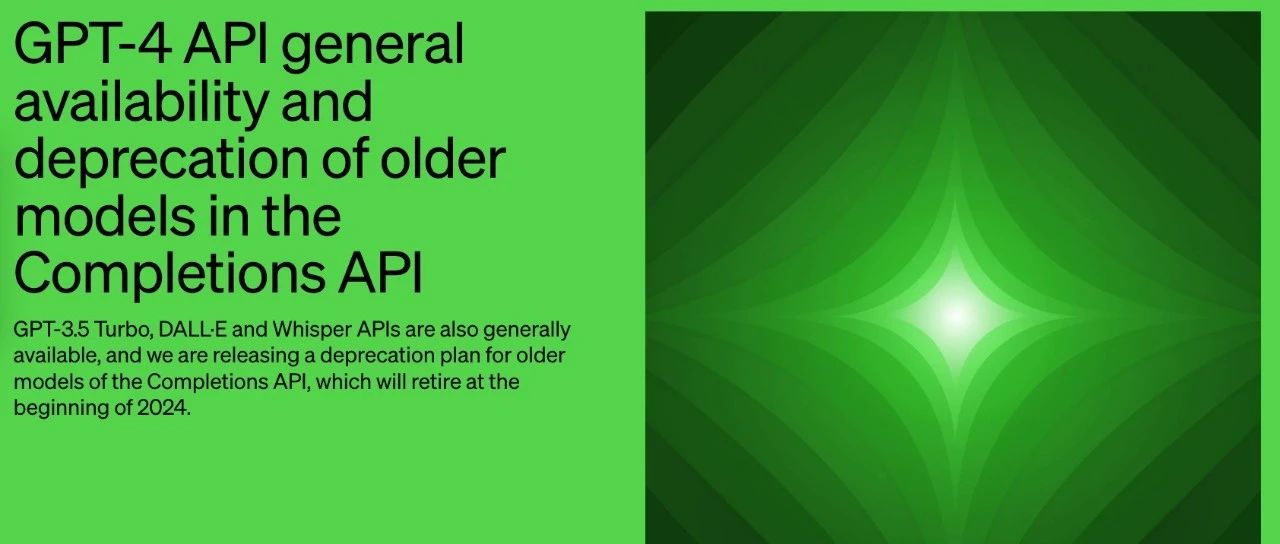 GPT-4 API general
availability and
deprecation of older
models in the
Completions API
GPT-3.5 Turbo, DALL·E and Whisper APIs are also generally
available, and we are releasing a deprecation plan for older
models of the Completions API, which will retire at the
beginning of 2024.